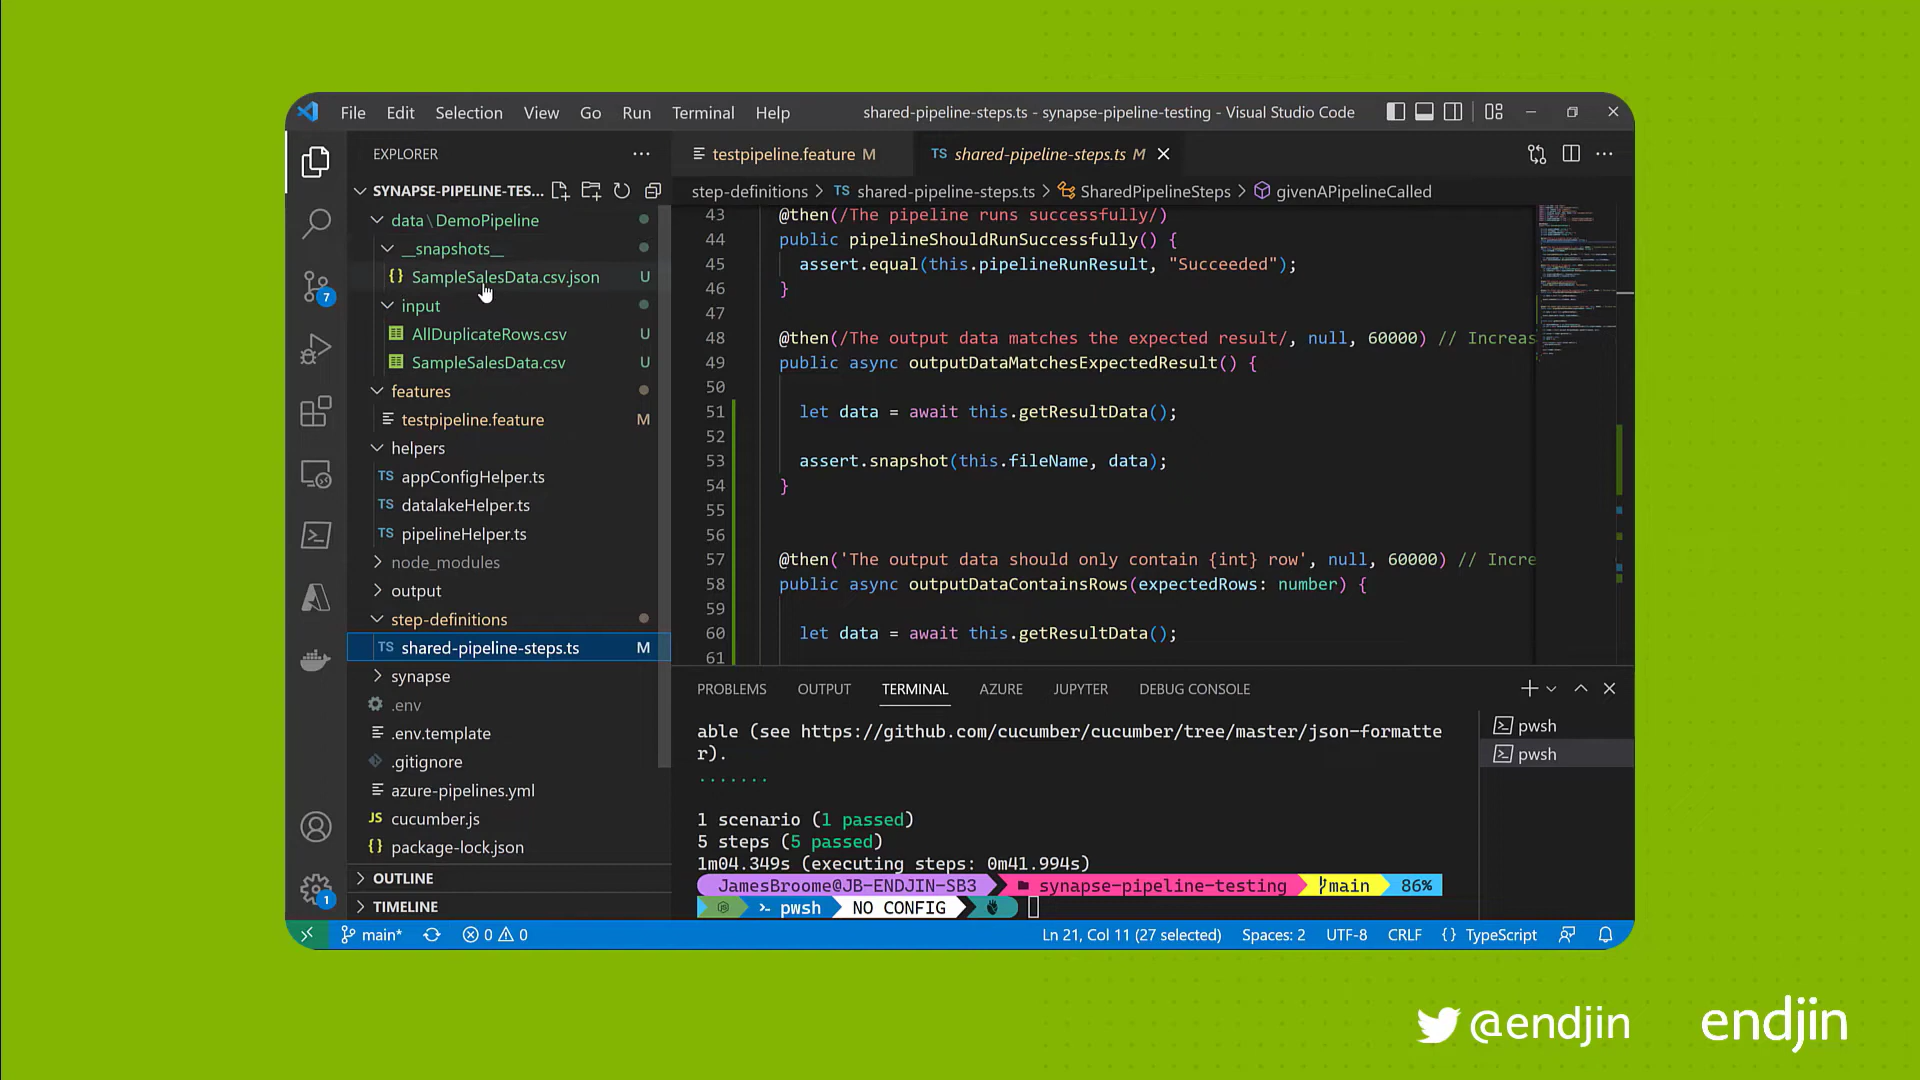 File Edit Selection View Go Run Terminal Help shared-pipeline-steps.ts - synapse-pipeline-testing - Visual Studio Code
EXPLORER
SYNAPSE-PIPELINE-TES...
data \ DemoPipeline
__snapshots__
{} SampleSalesData.csv.json U
input
AllDuplicateRows.csv U
SampleSalesData.csv U
features
testpipeline.feature M
helpers
TS appConfigHelper.ts
TS datalakeHelper.ts
TS pipelineHelper.ts
node_modules
output
step-definitions
TS shared-pipeline-steps.ts M
synapse
.env
.env.template
.gitignore
azure-pipelines.yml
JS cucumber.js
{} package-lock.json
OUTLINE
TIMELINE
7
1
testpipeline.feature M
TS shared-pipeline-steps.ts M
step-definitions > TS shared-pipeline-steps.ts > SharedPipelineSteps > givenAPipelineCalled
43 @then(/The pipeline runs successfully/)
44 public pipelineShouldRunSuccessfully() {
45 assert.equal(this.pipelineRunResult, "Succeeded");
46 }
47
48 @then(/The output data matches the expected result/, null, 60000) // Increas
49 public async outputDataMatchesExpectedResult() {
50
51 let data = await this.getResultData();
52
53 assert.snapshot(this.fileName, data);
54 }
55
56
57 @then('The output data should only contain {int} row', null, 60000) // Incre
58 public async outputDataContainsRows(expectedRows: number) {
59
60 let data = await this.getResultData();
61
PROBLEMS OUTPUT TERMINAL AZURE JUPYTER DEBUG CONSOLE
able (see https://github.com/cucumber/cucumber/tree/master/json-formatte
r).
.......
1 scenario (1 passed)
5 steps (5 passed)
1m04.349s (executing steps: 0m41.994s)
JamesBroome@JB-ENDJIN-SB3 synapse-pipeline-testing main 86%
pwsh NO CONFIG
pwsh
pwsh
main* 0 0 Ln 21, Col 11 (27 selected) Spaces: 2 UTF-8 CRLF {} TypeScript
@endjin endjin